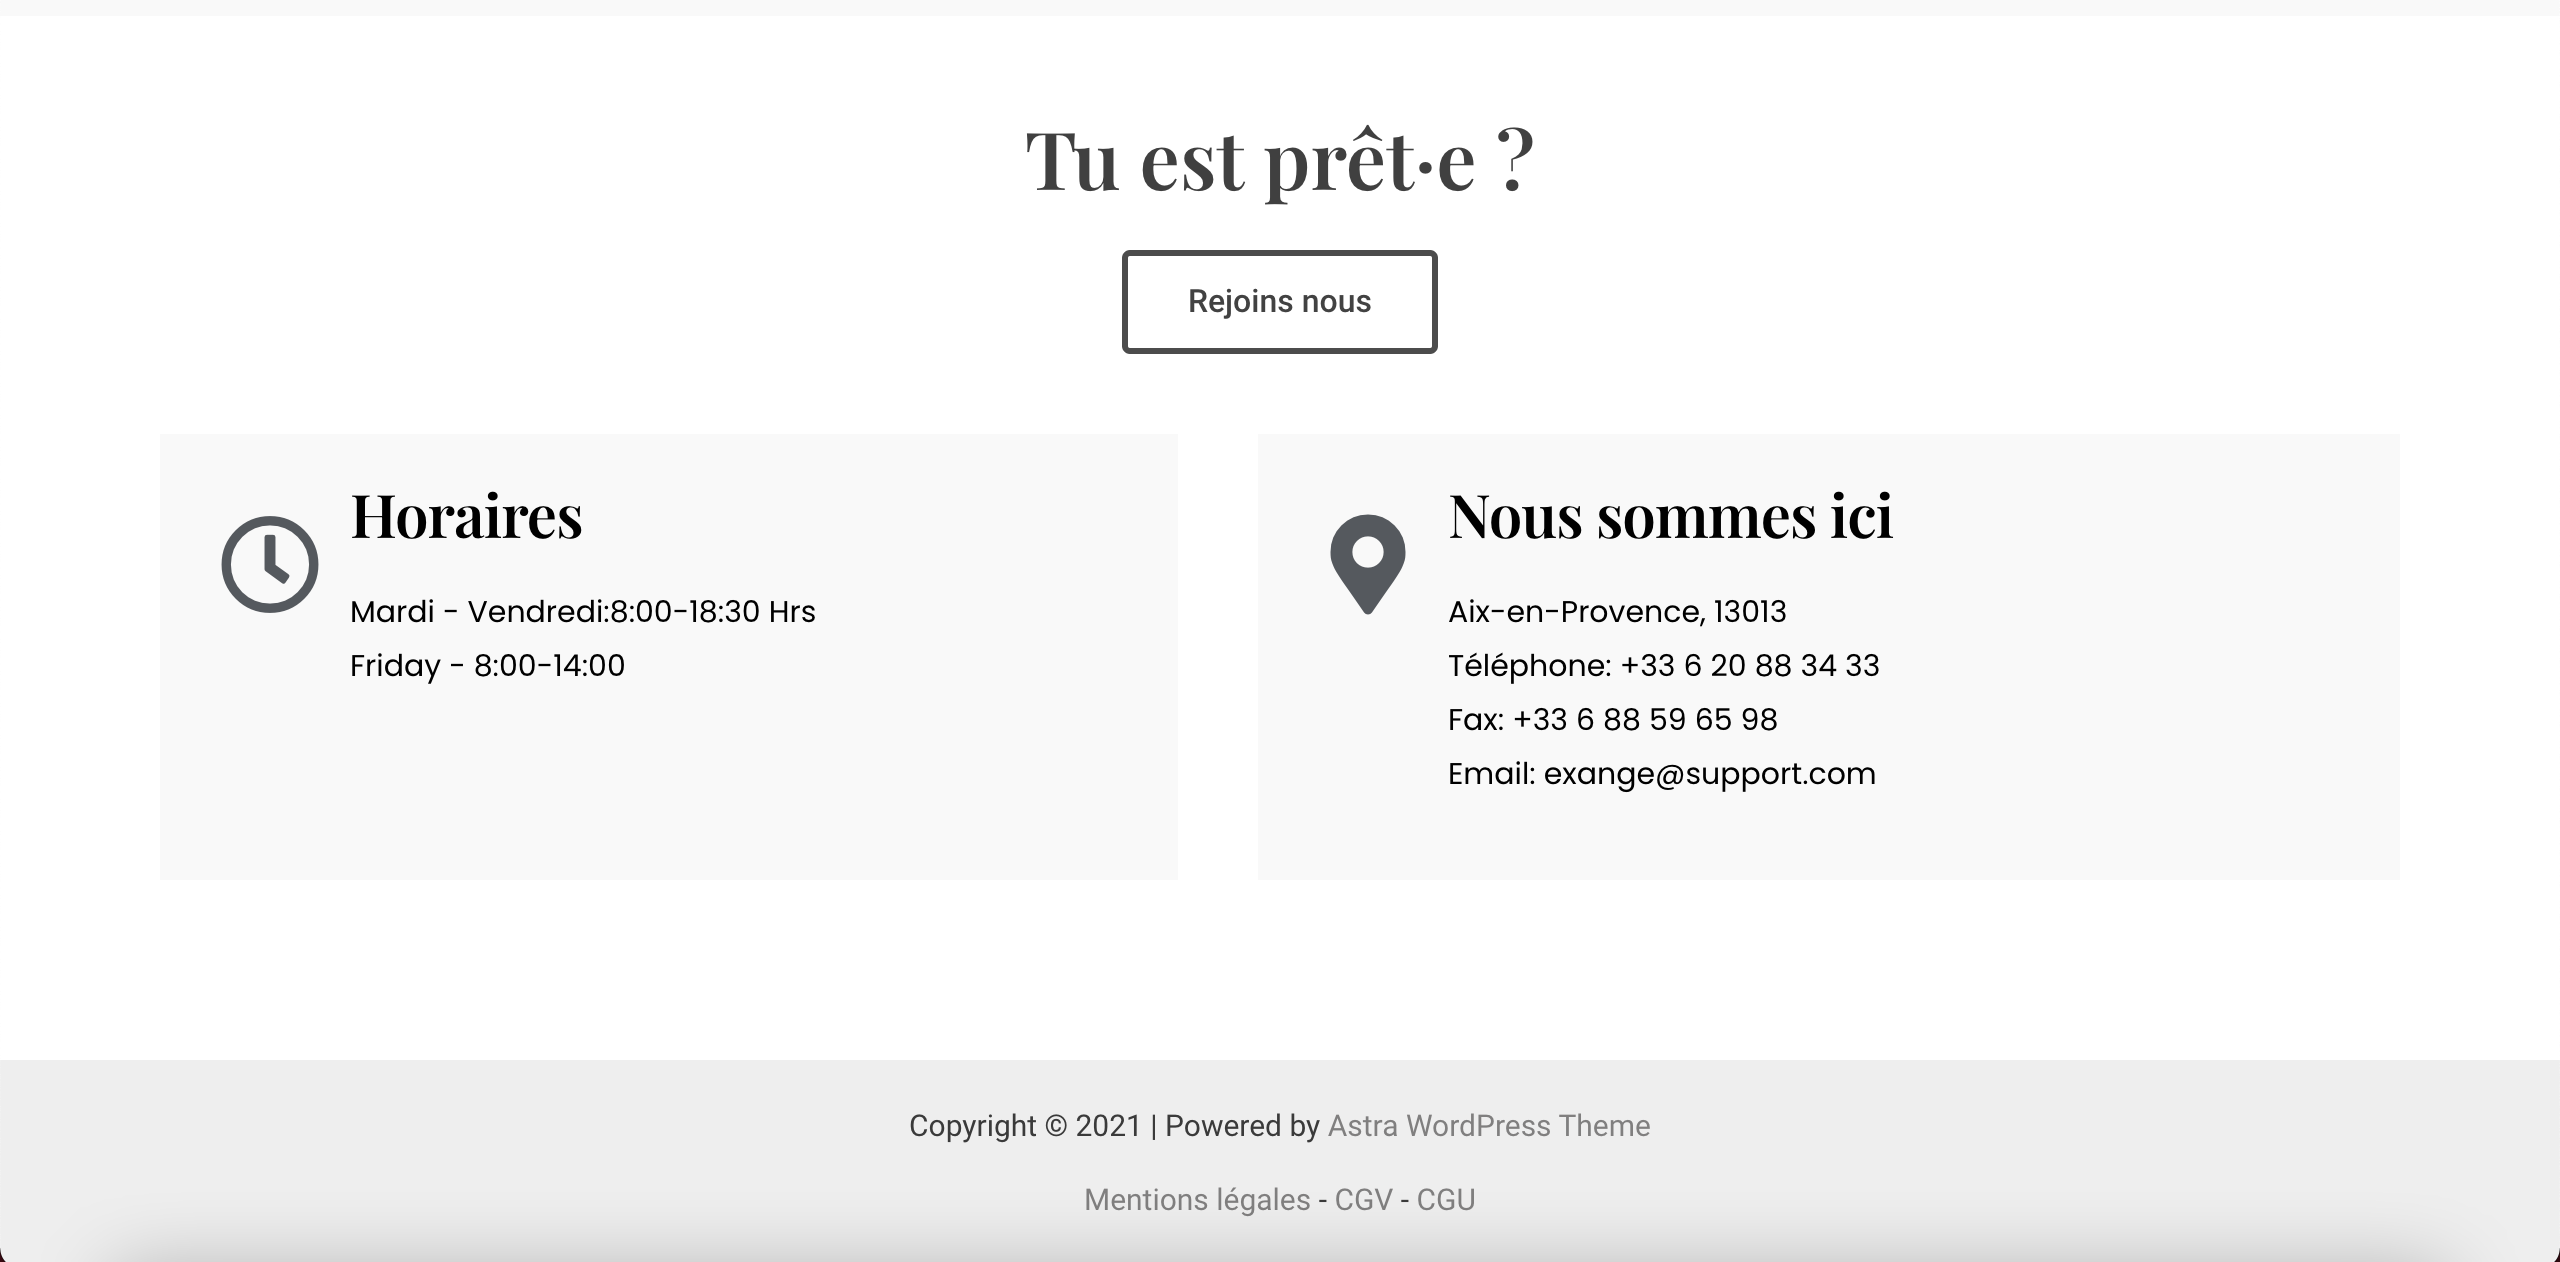 Tu est prêt·e ?
Rejoins nous
Horaires
Mardi - Vendredi:8:00-18:30 Hrs
Friday - 8:00-14:00
Nous sommes ici
Aix-en-Provence, 13013
Téléphone: +33 6 20 88 34 33
Fax: +33 6 88 59 65 98
Email: exange@support.com
Copyright © 2021 | Powered by Astra WordPress Theme
Mentions légales - CGV - CGU